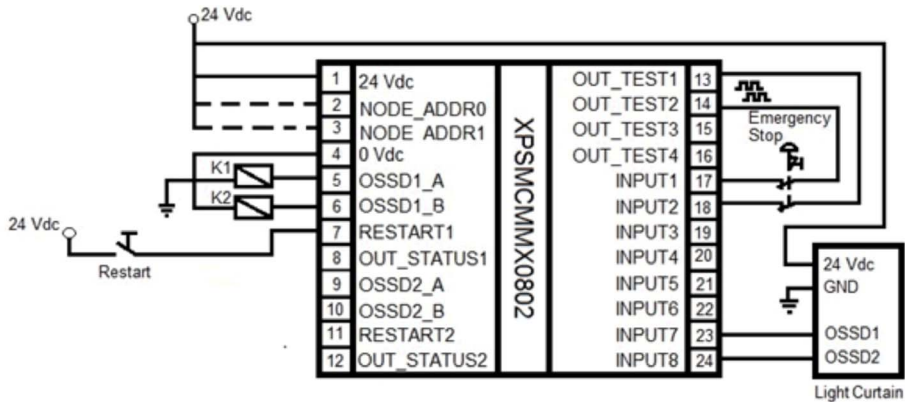 24 Vdc
1 24 Vdc
2 NODE_ADDR0
3 NODE_ADDR1
4 0 Vdc
K1
5 OSSD1_A
K2
6 OSSD1_B
24 Vdc
7 RESTART1
Restart
8 OUT_STATUS1
9 OSSD2_A
10 OSSD2_B
11 RESTART2
12 OUT_STATUS2
XPSMCMMX0802
OUT_TEST1 13
OUT_TEST2 14
OUT_TEST3 15
OUT_TEST4 16
INPUT1 17
INPUT2 18
INPUT3 19
INPUT4 20
INPUT5 21
INPUT6 22
INPUT7 23
INPUT8 24
Emergency
Stop
24 Vdc
GND
OSSD1
OSSD2
Light Curtain